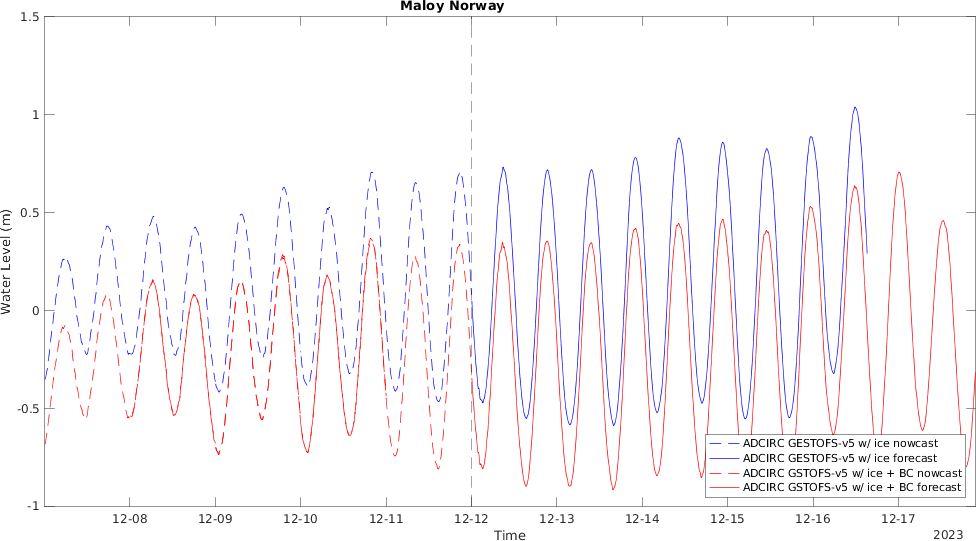 Maloy Norway
1.5
1
0.5
0
-0.5
-1
Water Level (m)
ADCIRC GESTOFS-v5 w/ ice nowcast
ADCIRC GESTOFS-v5 w/ ice forecast
ADCIRC GSTOFS-v5 w/ ice + BC nowcast
ADCIRC GSTOFS-v5 w/ ice + BC forecast
12-08 12-09 12-10 12-11 12-12 12-13 12-14 12-15 12-16 12-17
Time
2023